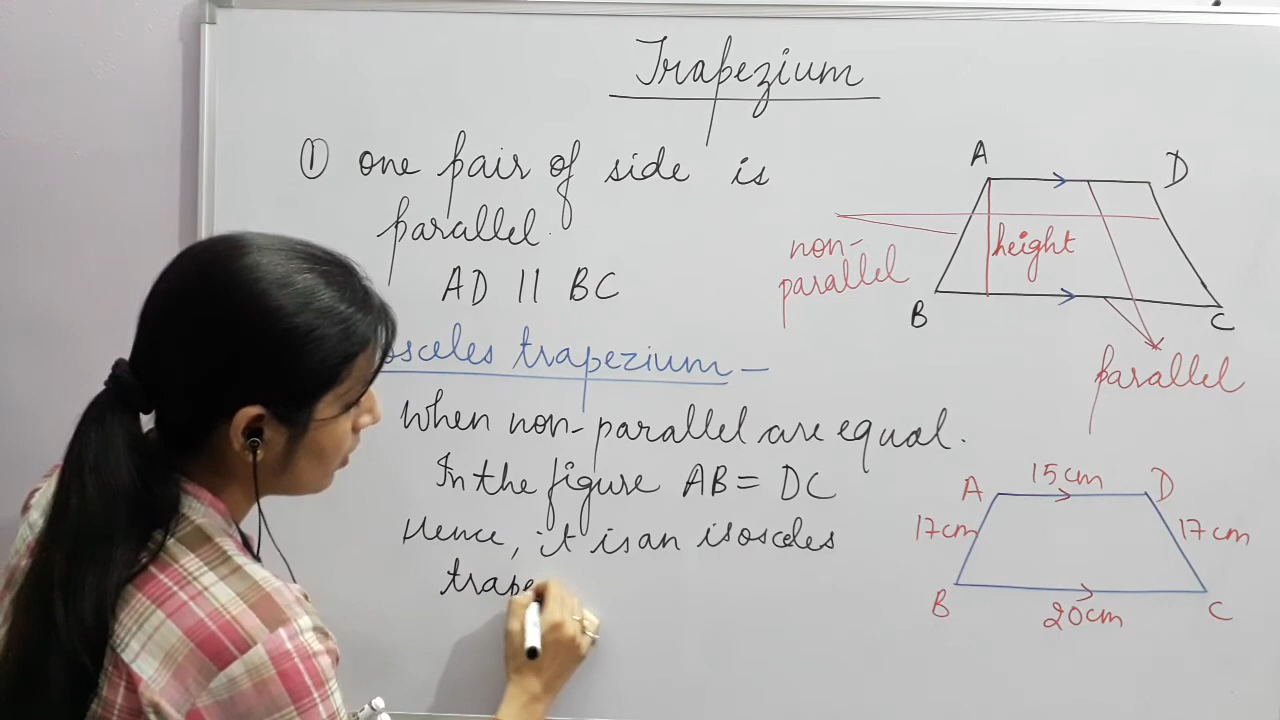 Trapezium
① one pair of side is
parallel.
AD || BC
osceles trapezium -
When non-parallel are equal.
In the figure AB = DC
Hence, it is an isosceles
trape
A
D
height
non-
parallel
B
C
parallel
15cm
A
D
17cm
17cm
B
C
20cm